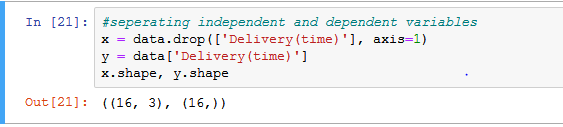 In [21]: #seperating independent and dependent variables
x = data.drop(['Delivery(time)'], axis=1)
y = data['Delivery(time)']
x.shape, y.shape
Out[21]: ((16, 3), (16,))